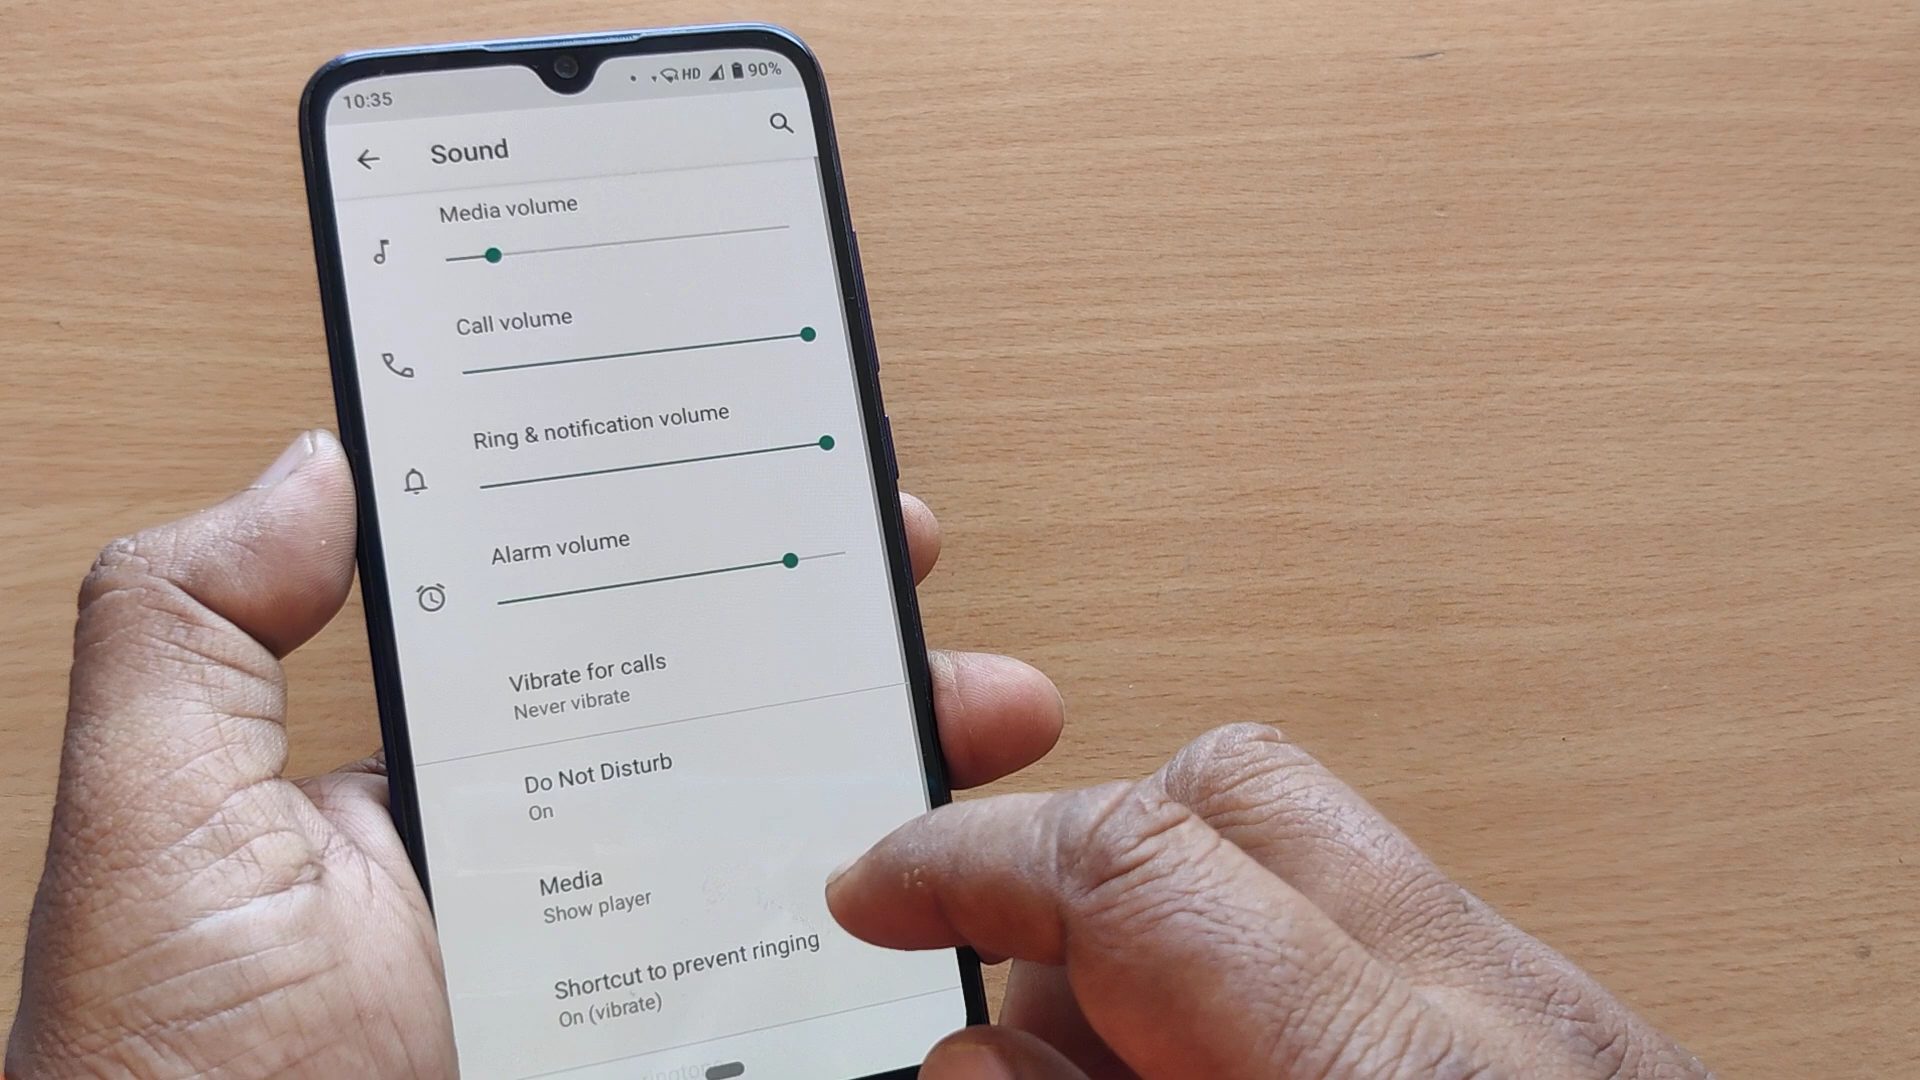 10:35
HD 90%
Sound
Media volume
Call volume
Ring & notification volume
Alarm volume
Vibrate for calls
Never vibrate
Do Not Disturb
On
Media
Show player
Shortcut to prevent ringing
On (vibrate)